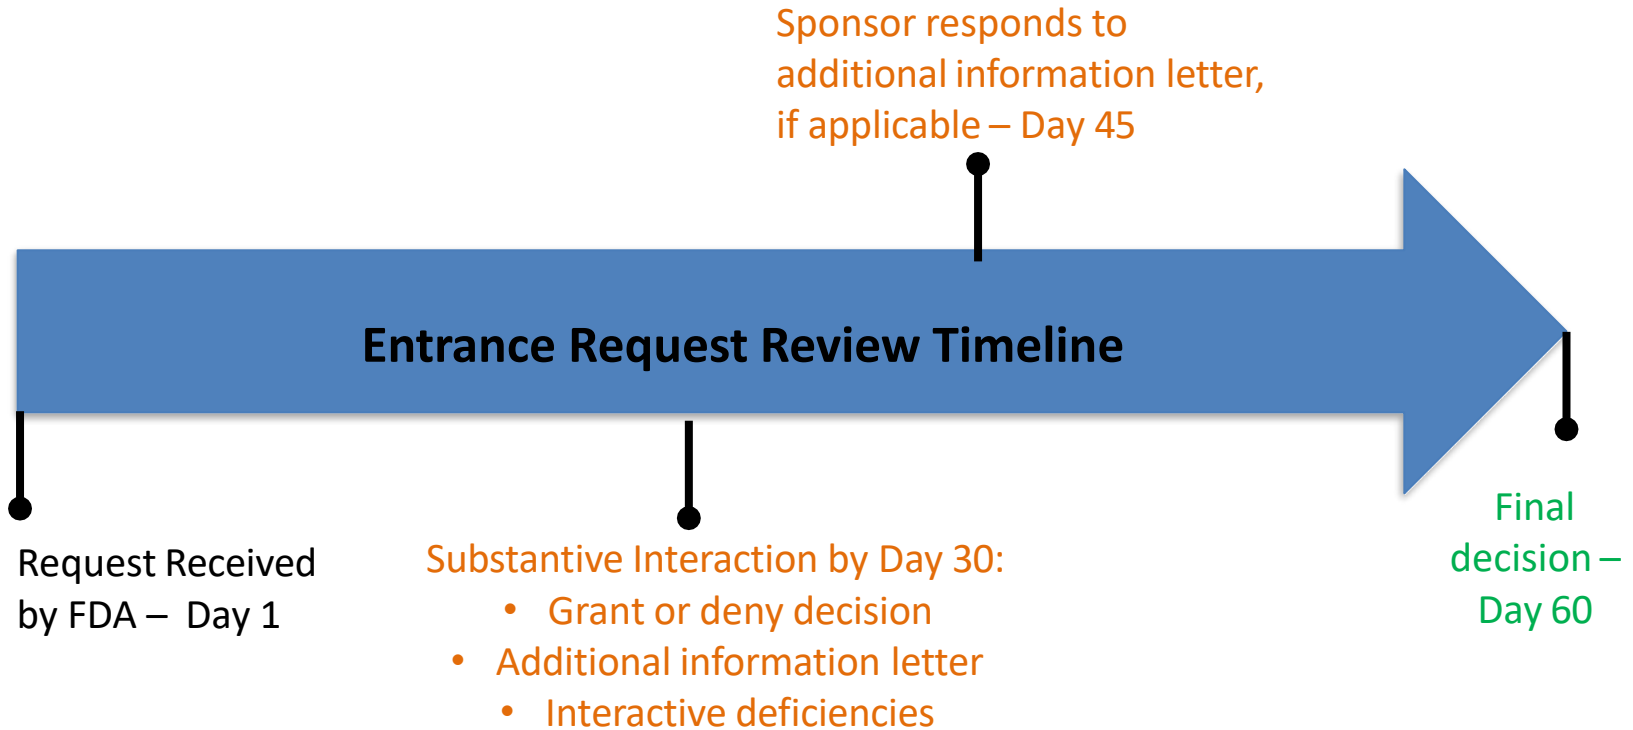 Sponsor responds to
additional information letter,
if applicable – Day 45
Entrance Request Review Timeline
Request Received
by FDA –  Day 1
Substantive Interaction by Day 30:
• Grant or deny decision
• Additional information letter
• Interactive deficiencies
Final
decision –
Day 60